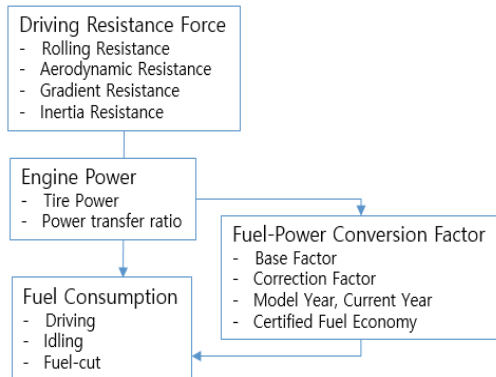 Driving Resistance Force
- Rolling Resistance
- Aerodynamic Resistance
- Gradient Resistance
- Inertia Resistance
Engine Power
- Tire Power
- Power transfer ratio
Fuel-Power Conversion Factor
- Base Factor
- Correction Factor
- Model Year, Current Year
- Certified Fuel Economy
Fuel Consumption
- Driving
- Idling
- Fuel-cut